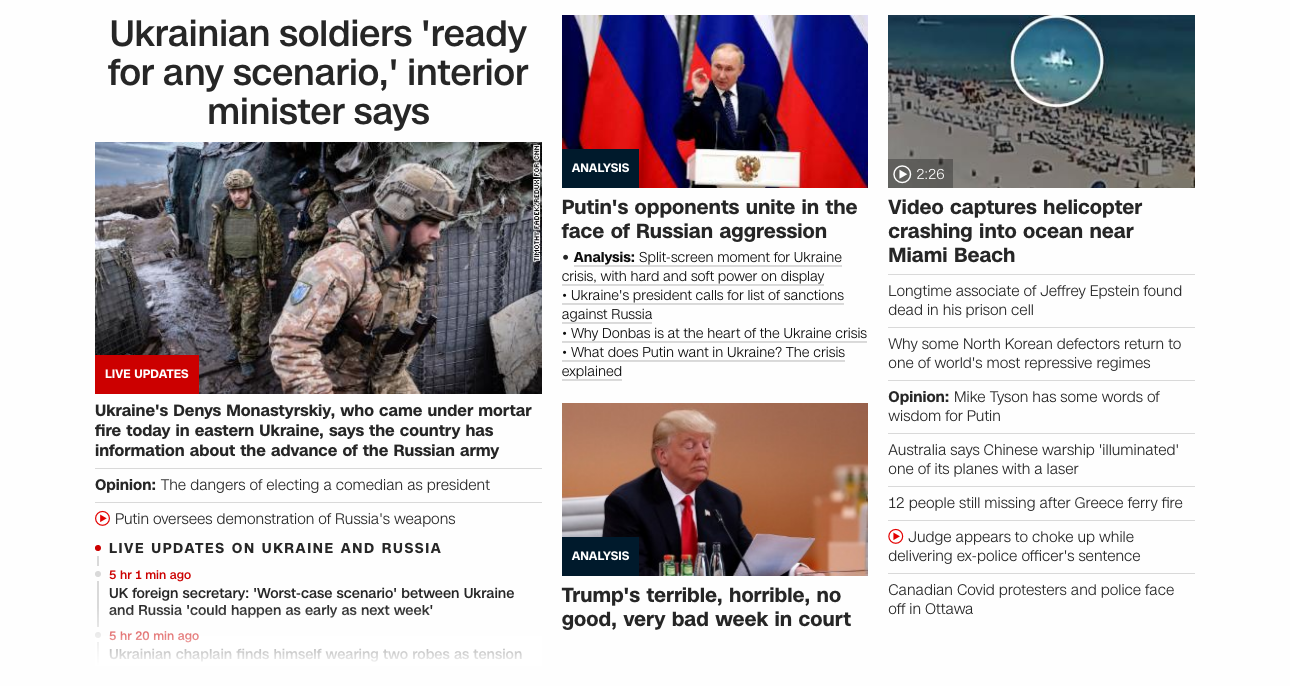 Ukrainian soldiers 'ready
for any scenario,' interior
minister says
TIMOTHY FADEK/REDUX FOR CNN
LIVE UPDATES
Ukraine's Denys Monastyrskiy, who came under mortar
fire today in eastern Ukraine, says the country has
information about the advance of the Russian army
Opinion: The dangers of electing a comedian as president
Putin oversees demonstration of Russia's weapons
LIVE UPDATES ON UKRAINE AND RUSSIA
5 hr 1 min ago
UK foreign secretary: 'Worst-case scenario' between Ukraine
and Russia 'could happen as early as next week'
5 hr 20 min ago
Ukrainian chaplain finds himself wearing two robes as tension
ANALYSIS
Putin's opponents unite in the
face of Russian aggression
• Analysis: Split-screen moment for Ukraine
crisis, with hard and soft power on display
• Ukraine's president calls for list of sanctions
against Russia
• Why Donbas is at the heart of the Ukraine crisis
• What does Putin want in Ukraine? The crisis
explained
ANALYSIS
Trump's terrible, horrible, no
good, very bad week in court
2:26
Video captures helicopter
crashing into ocean near
Miami Beach
Longtime associate of Jeffrey Epstein found
dead in his prison cell
Why some North Korean defectors return to
one of world's most repressive regimes
Opinion: Mike Tyson has some words of
wisdom for Putin
Australia says Chinese warship 'illuminated'
one of its planes with a laser
12 people still missing after Greece ferry fire
Judge appears to choke up while
delivering ex-police officer's sentence
Canadian Covid protesters and police face
off in Ottawa